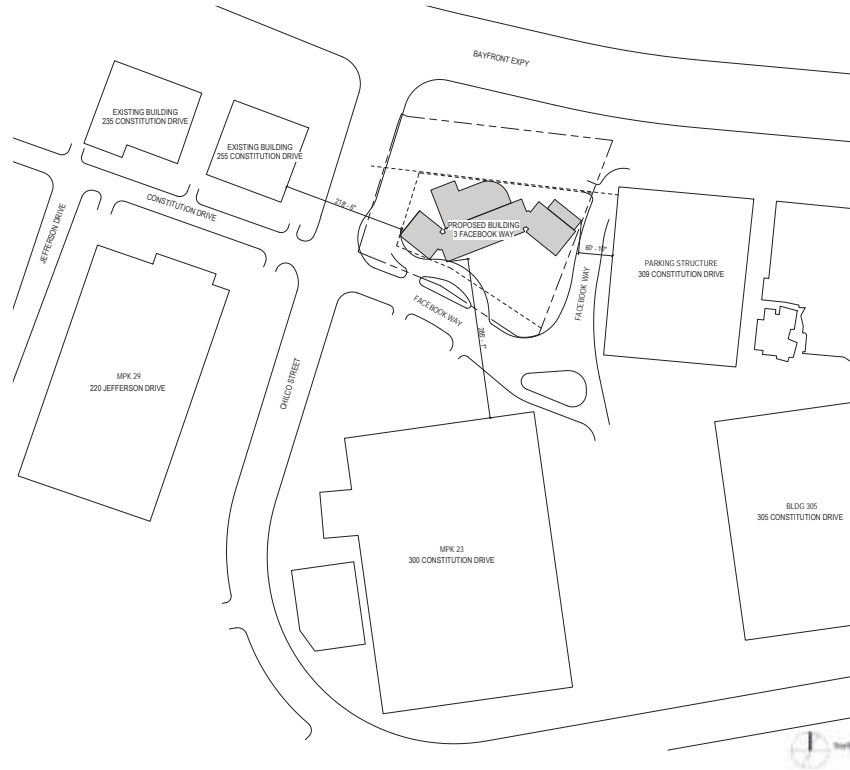 BAYFRONT EXPY
EXISTING BUILDING
235 CONSTITUTION DRIVE
EXISTING BUILDING
255 CONSTITUTION DRIVE
CONSTITUTION DRIVE
JEFFERSON DRIVE
PROPOSED BUILDING
3 FACEBOOK WAY
PARKING STRUCTURE
309 CONSTITUTION DRIVE
FACEBOOK WAY
FACEBOOK WAY
MPK 29
220 JEFFERSON DRIVE
CHILCO STREET
MPK 23
300 CONSTITUTION DRIVE
BLDG 305
305 CONSTITUTION DRIVE